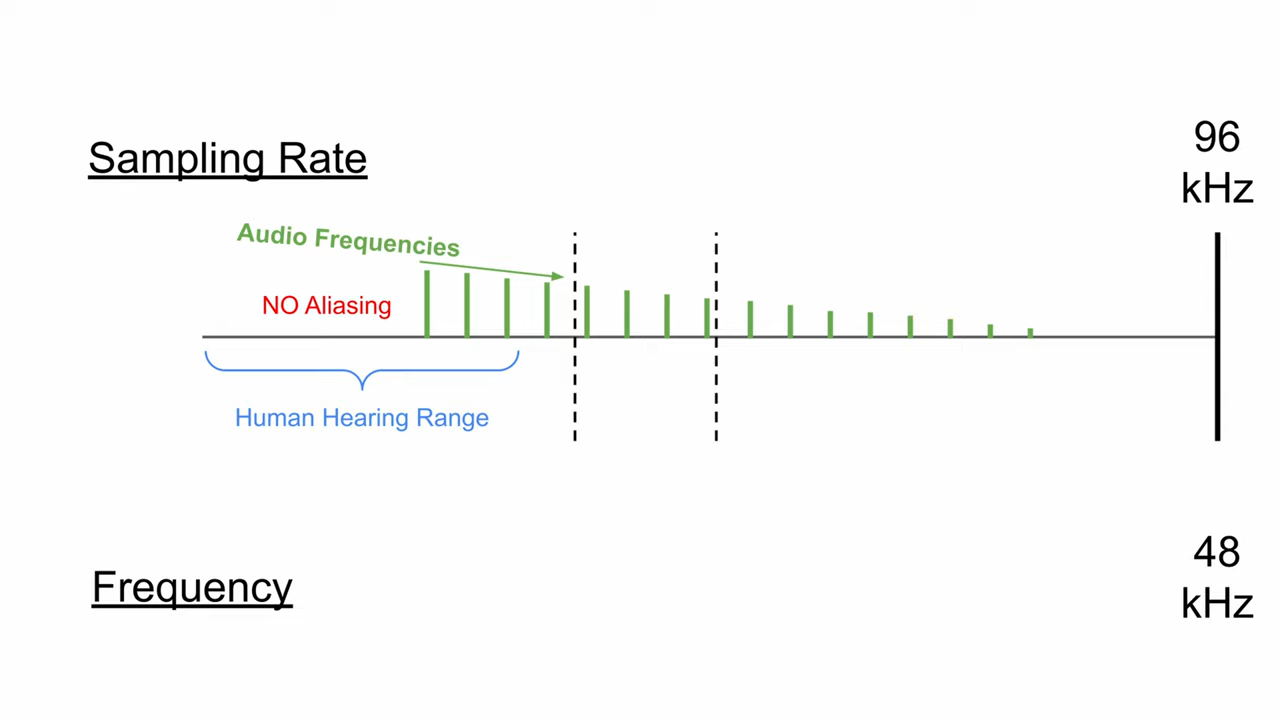 96
kHz
Sampling Rate
Audio Frequencies
NO Aliasing
Human Hearing Range
48
kHz
Frequency